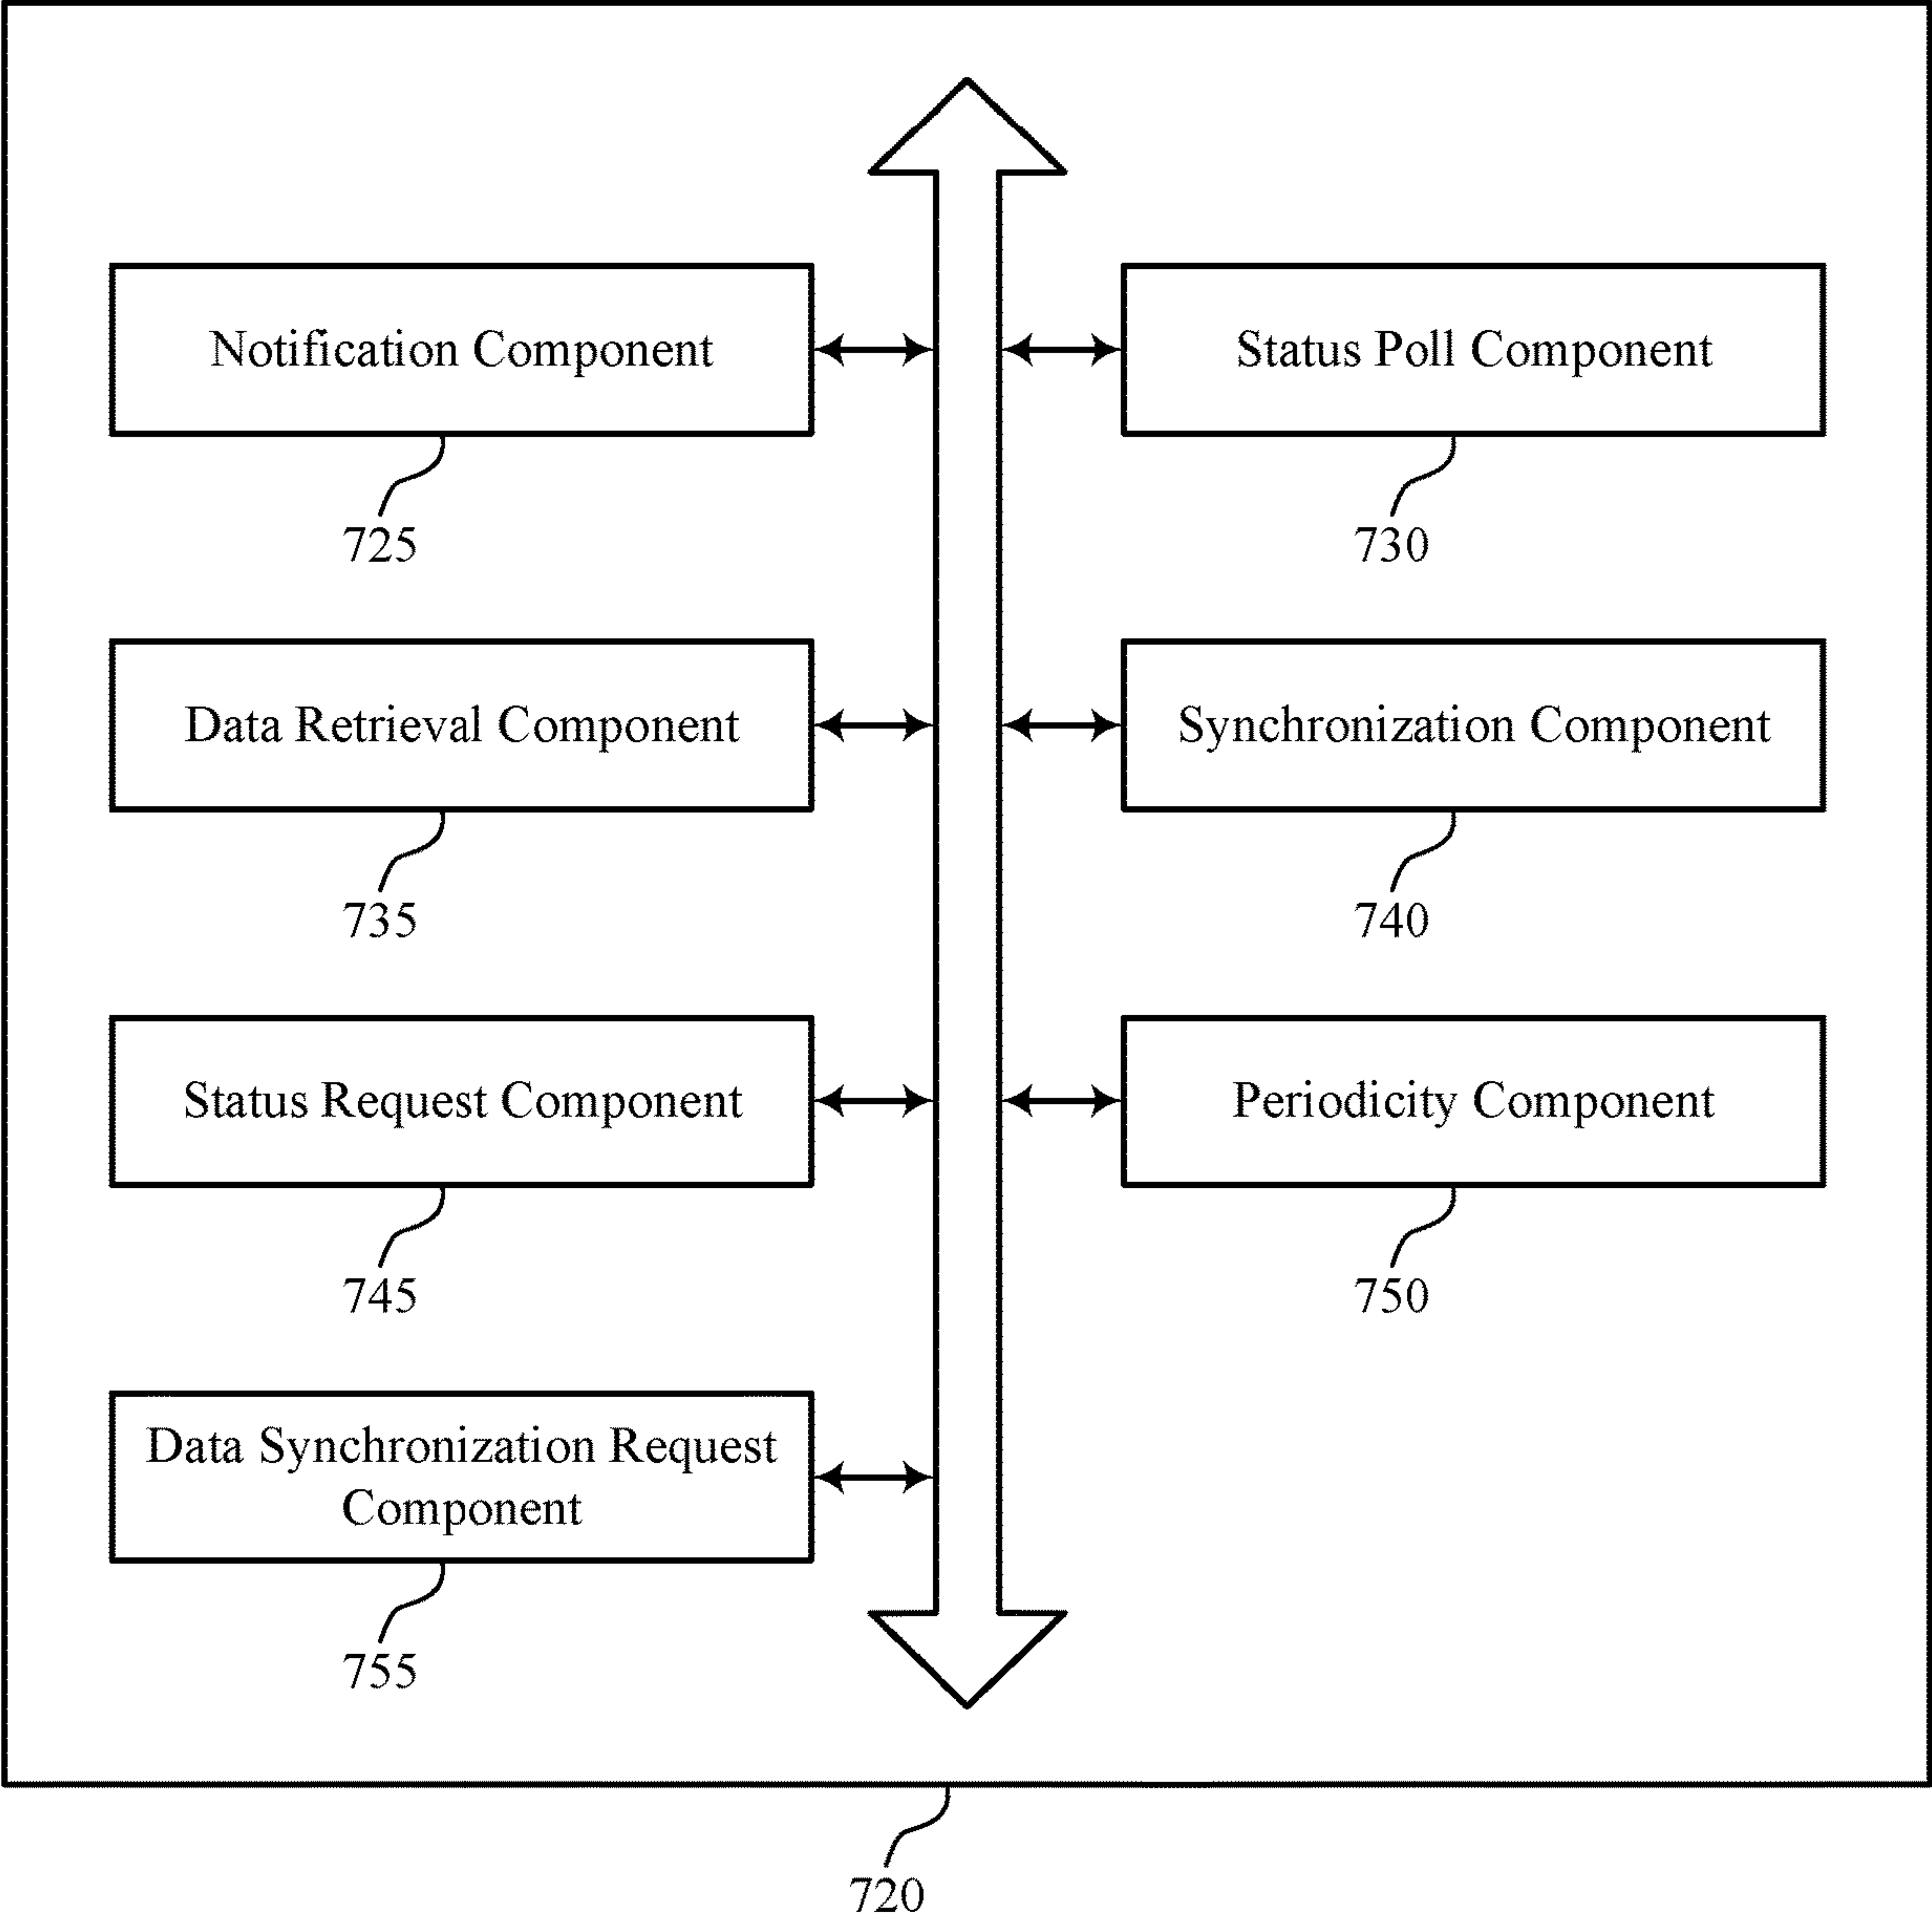 Notification Component
725
Status Poll Component
730
Data Retrieval Component
735
Synchronization Component
740
Status Request Component
745
Periodicity Component
750
Data Synchronization Request
Component
755
720